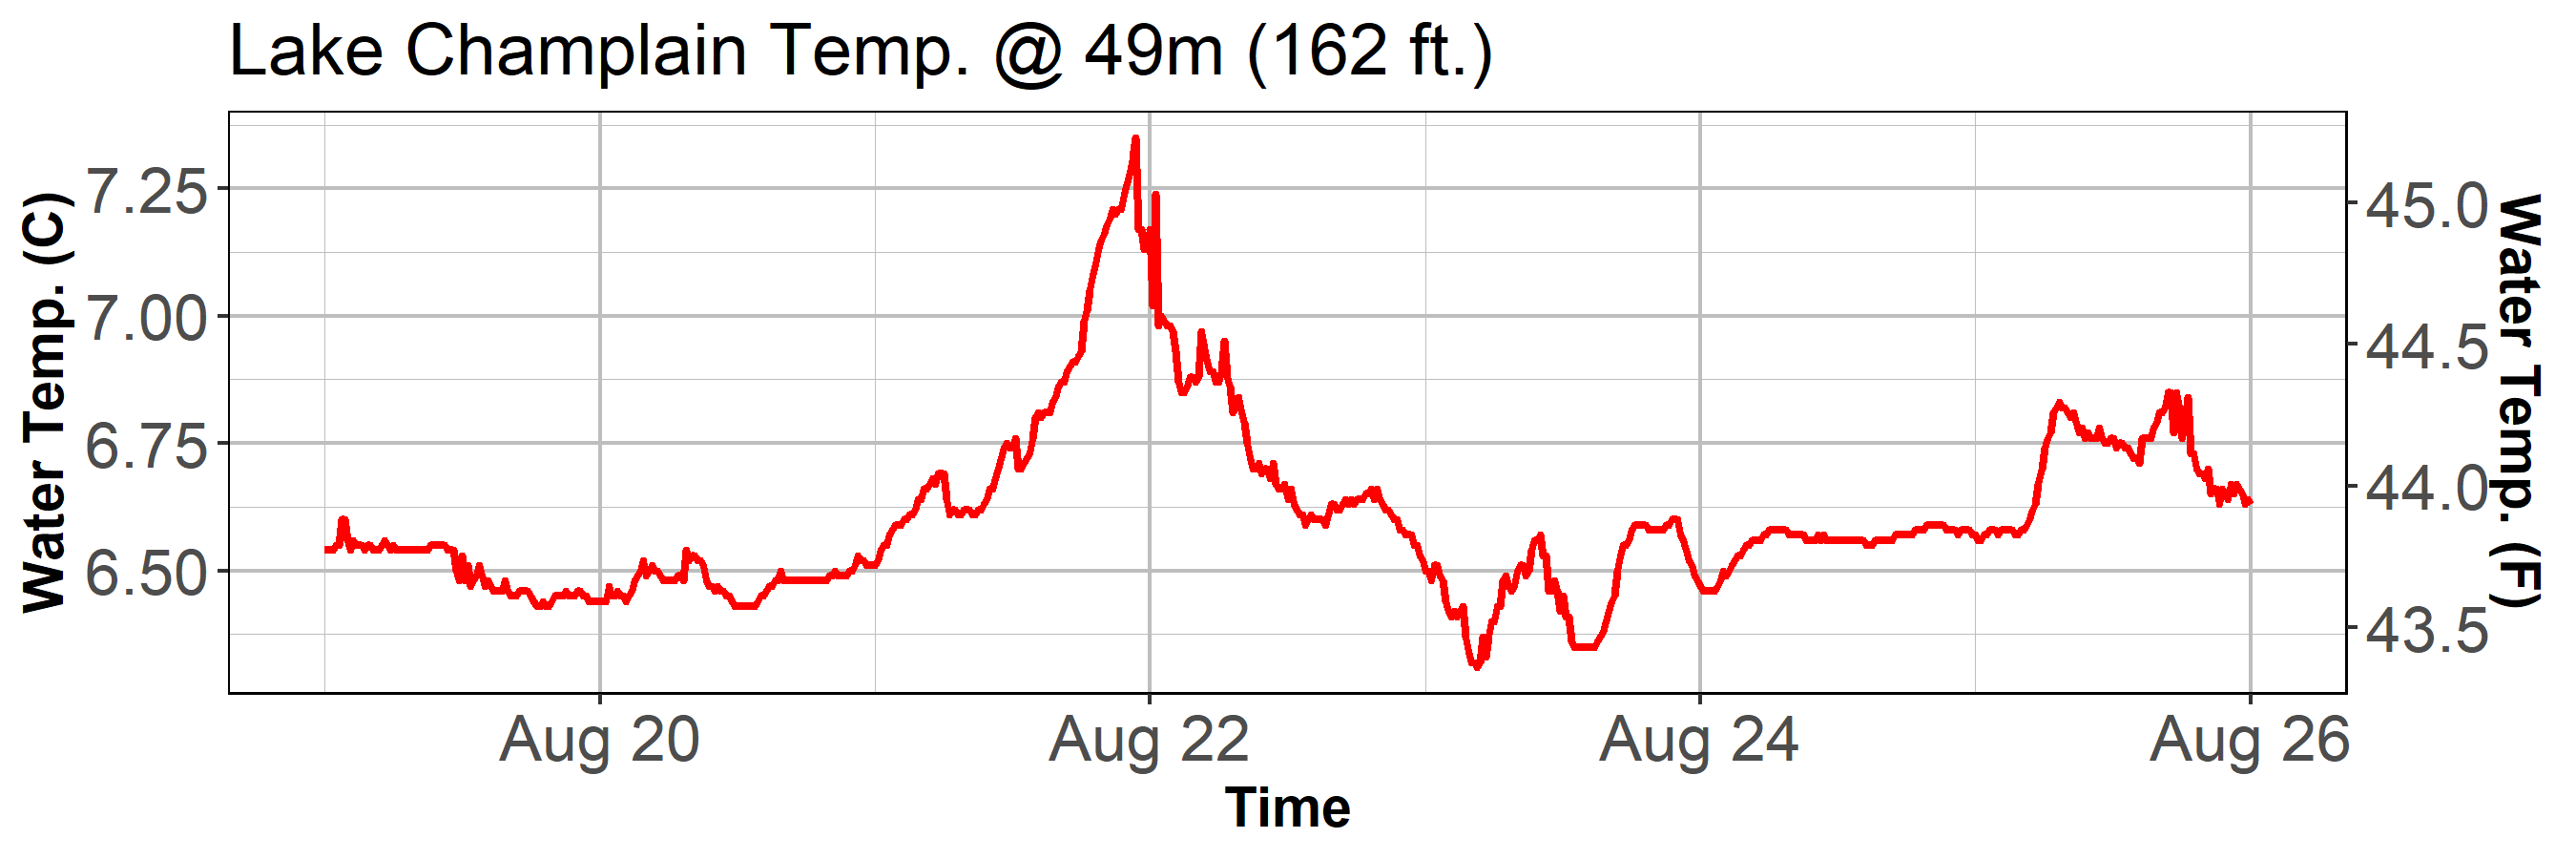 Lake Champlain Temp. @ 49m (162 ft.)
Water Temp. (C)
7.25
7.00
6.75
6.50
45.0
44.5
44.0
43.5
Water Temp. (F)
Aug 20
Aug 22
Aug 24
Aug 26
Time